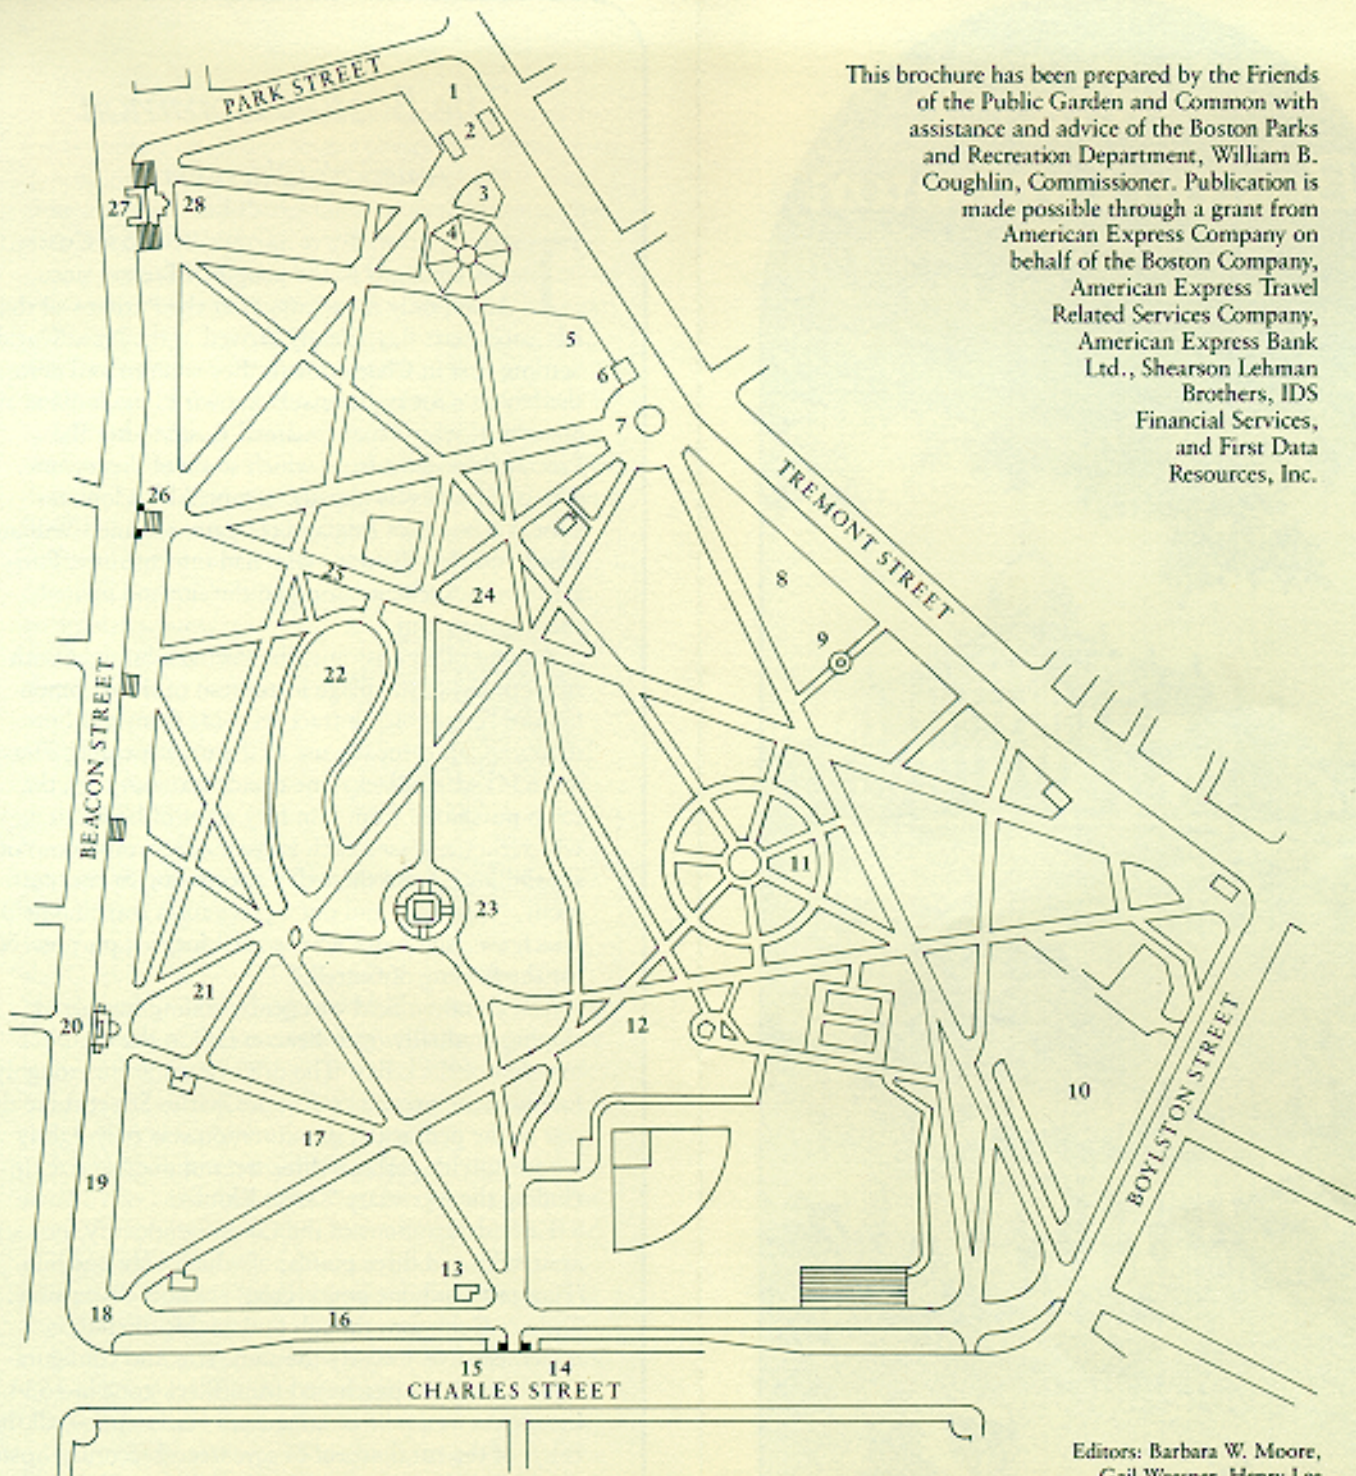 PARK STREET
1
2
3
4
27
28
This brochure has been prepared by the Friends
of the Public Garden and Common with
assistance and advice of the Boston Parks
and Recreation Department, William B.
Coughlin, Commissioner. Publication is
made possible through a grant from
American Express Company on
behalf of the Boston Company,
American Express Travel
Related Services Company,
American Express Bank
Ltd., Shearson Lehman
Brothers, IDS
Financial Services,
and First Data
Resources, Inc.
5
6
7
TREMONT STREET
26
25
24
8
9
22
BEACON STREET
11
23
21
20
12
10
BOYLSTON STREET
17
19
13
18
16
15
14
CHARLES STREET
Editors: Barbara W. Moore,
Gail Weesner, Henry Lee